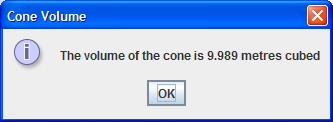 Cone Volume
The volume of the cone is 9.989 metres cubed
OK